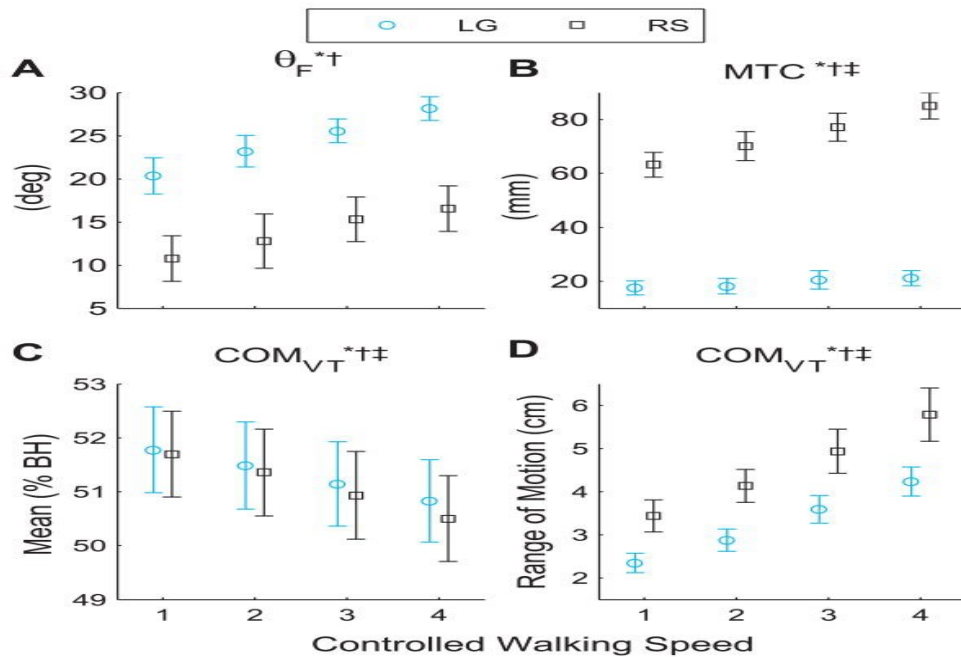 LG RS
A θF*†
30
25
20
15
10
5
(deg)
B MTC *†‡
80
60
40
20
(mm)
C COMVT*†‡
53
52
51
50
49
Mean (% BH)
1 2 3 4
D COMVT*†‡
6
5
4
3
2
Range of Motion (cm)
1 2 3 4
Controlled Walking Speed